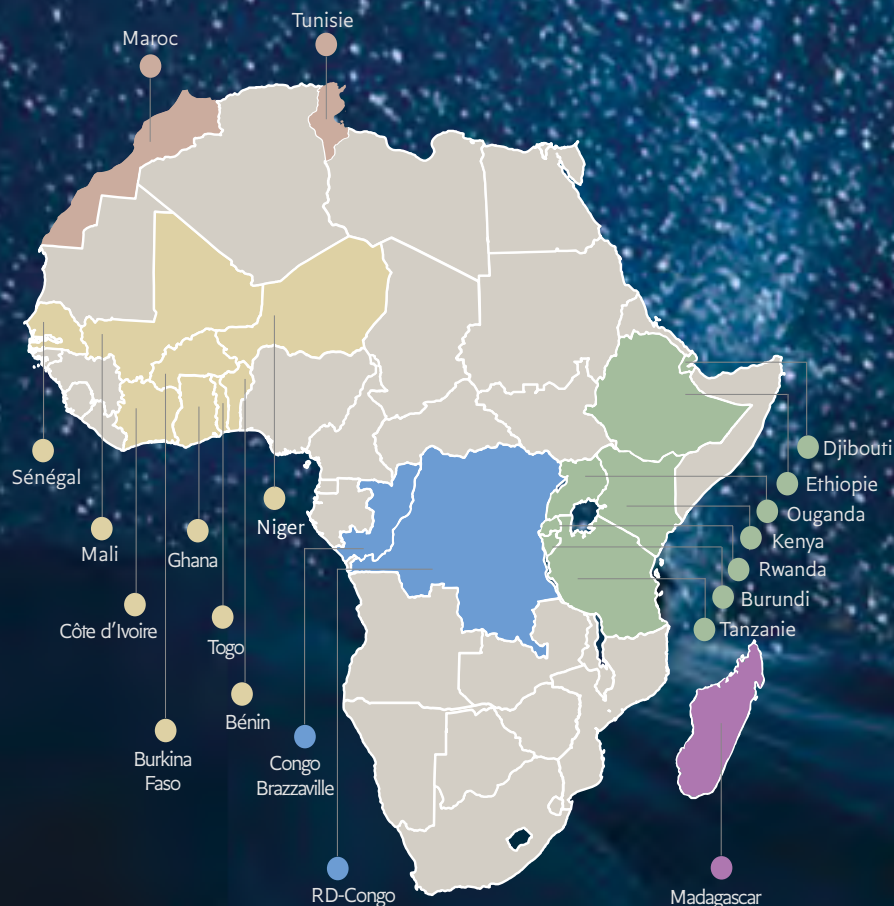 Tunisie
Maroc
Djibouti
Sénégal
Ethiopie
Niger
Ouganda
Mali
Ghana
Kenya
Rwanda
Burundi
Côte d'Ivoire
Tanzanie
Togo
Bénin
Burkina
Faso
Congo
Brazzaville
RD-Congo
Madagascar